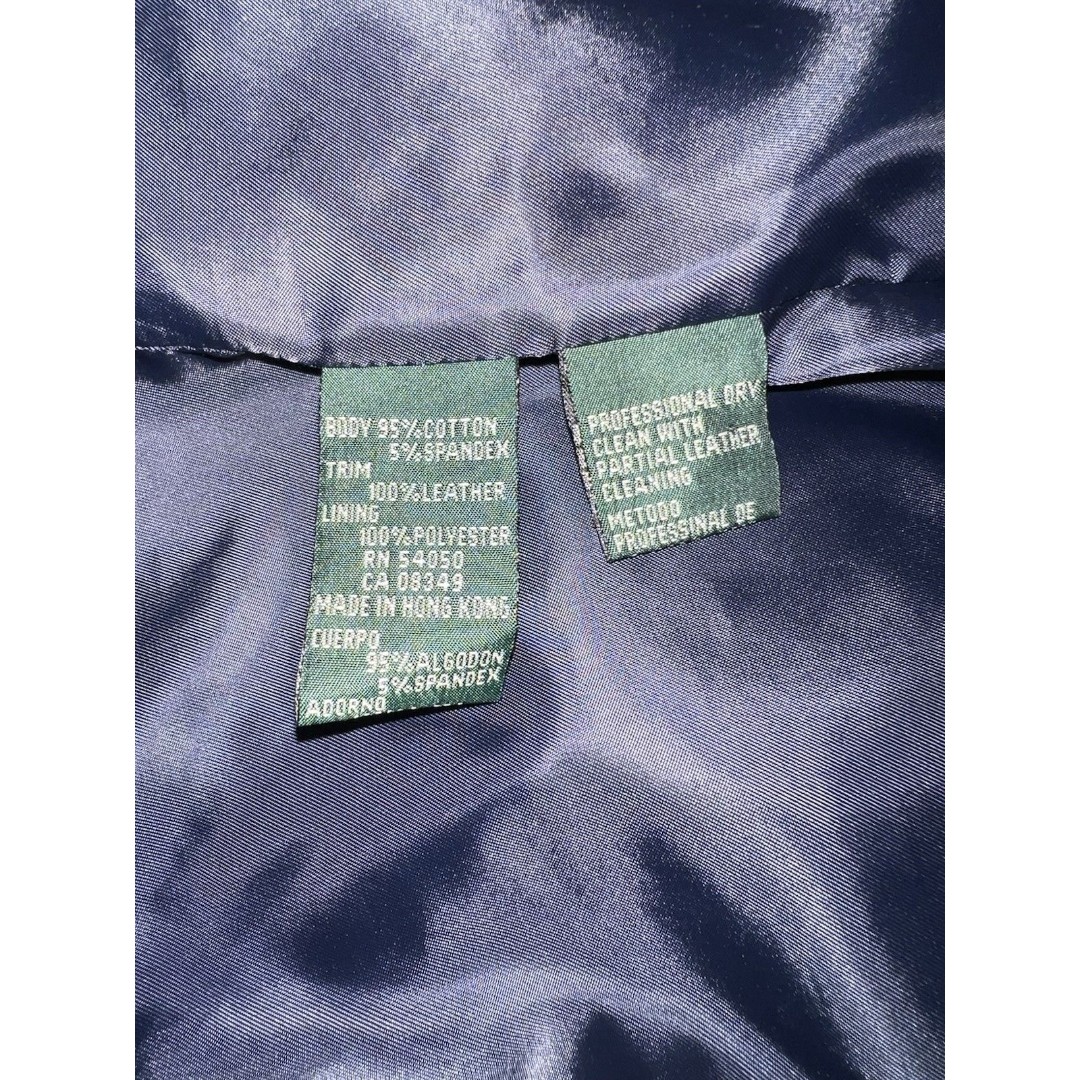 BODY 95% COTTON
5% SPANDEX
TRIM
100% LEATHER
LINING
100% POLYESTER
RN 54050
CA 08349
MADE IN HONG KONG
CUERPO
95% ALGODON
5% SPANDEX
ADORNO
PROFESSIONAL DRY
CLEAN WITH
PARTIAL LEATHER
CLEANING
METODO
PROFESSINAL DE